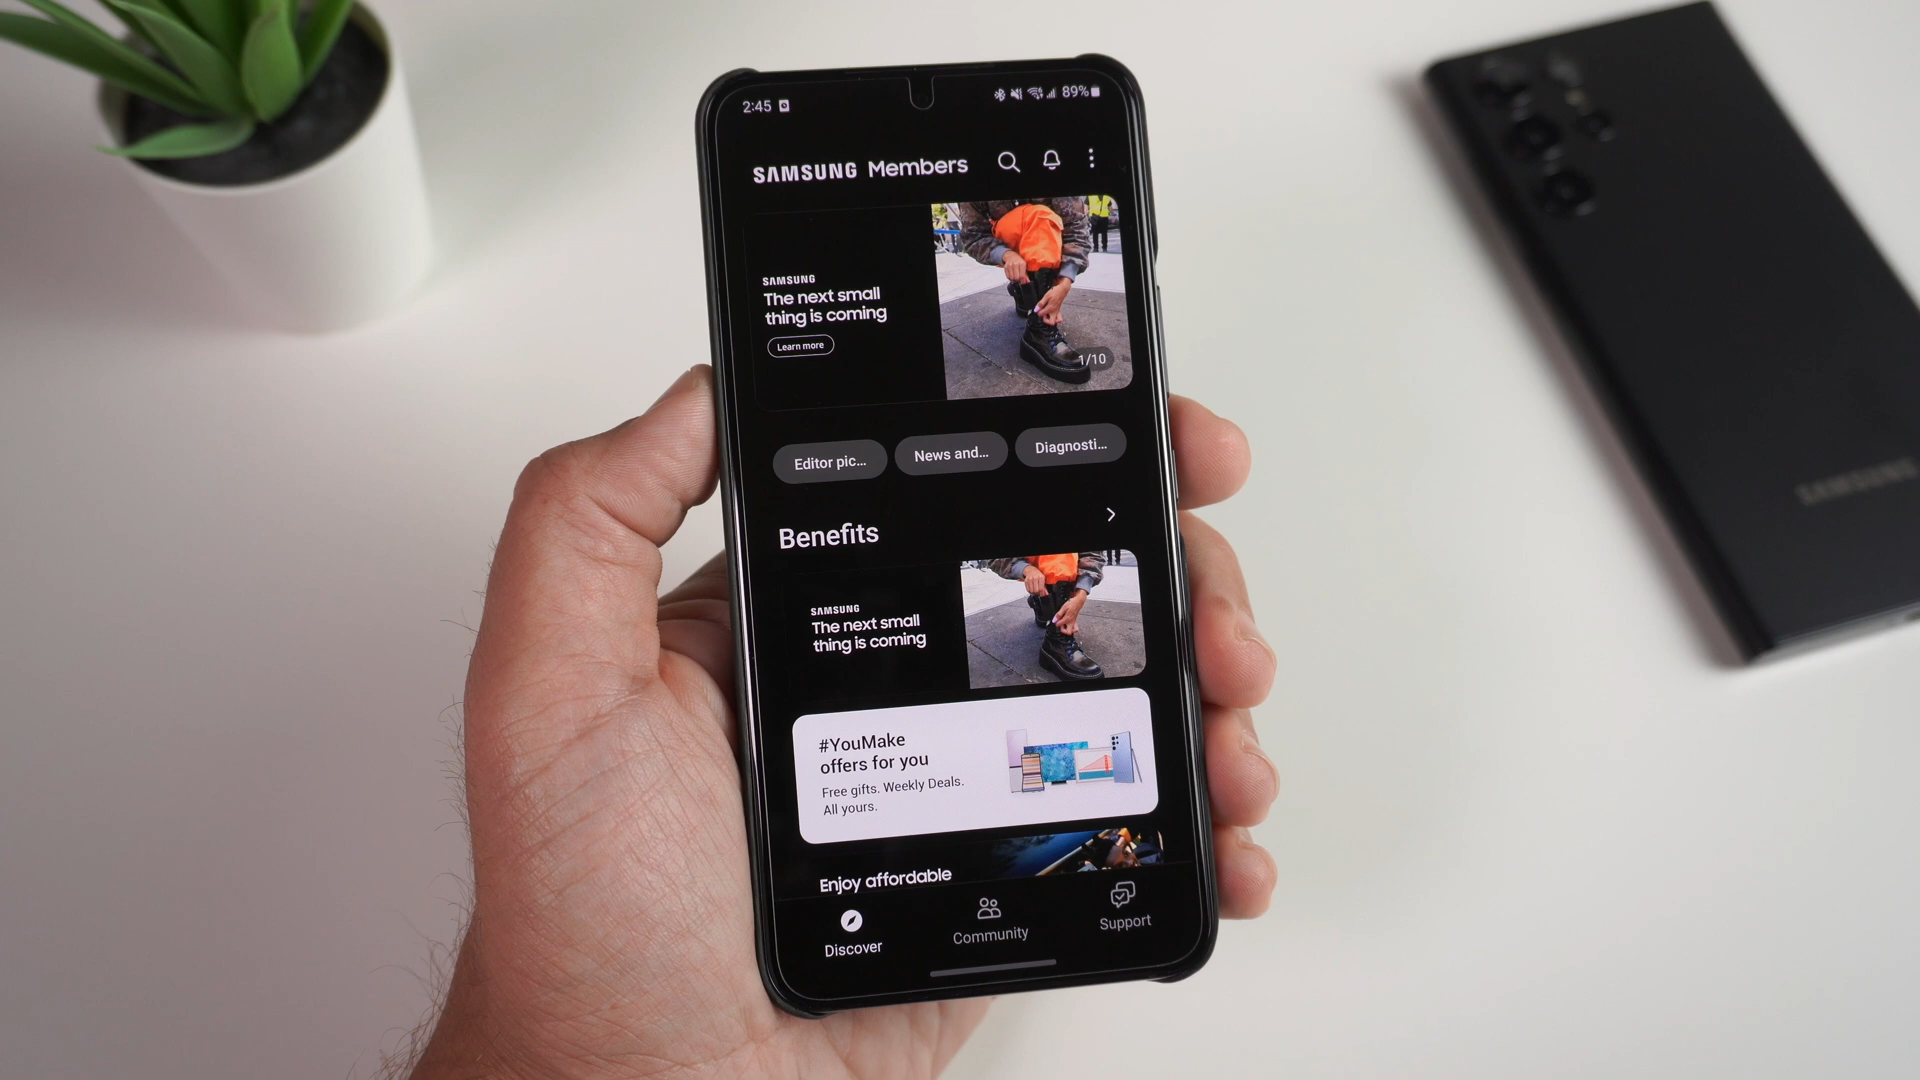 2:45
89%
SAMSUNG Members
SAMSUNG
The next small
thing is coming
Learn more
1/10
Editor pic...
News and...
Diagnosti...
Benefits
SAMSUNG
The next small
thing is coming
#YouMake
offers for you
Free gifts. Weekly Deals.
All yours.
Enjoy affordable
Discover
Community
Support
SAMSUNG